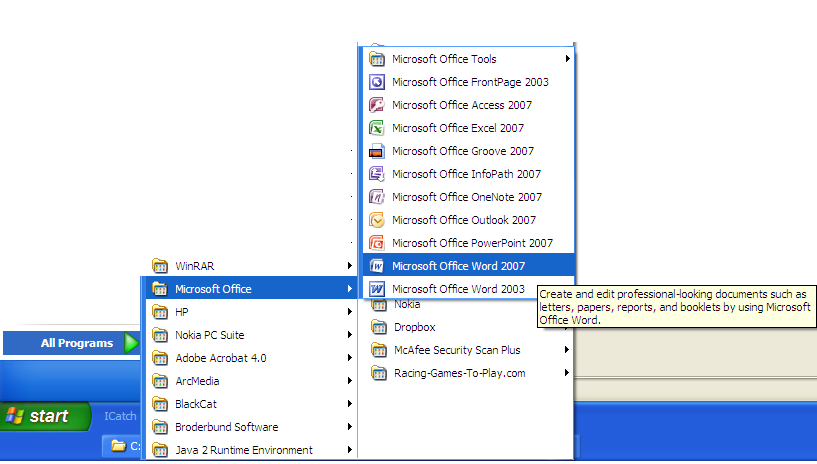 Microsoft Office Tools
Microsoft Office FrontPage 2003
Microsoft Office Access 2007
Microsoft Office Excel 2007
Microsoft Office Groove 2007
Microsoft Office InfoPath 2007
Microsoft Office OneNote 2007
Microsoft Office Outlook 2007
Microsoft Office PowerPoint 2007
Microsoft Office Word 2007
Microsoft Office Word 2003
Create and edit professional-looking documents such as
letters, papers, reports, and booklets by using Microsoft
Office Word.
WinRAR
Microsoft Office
HP
Nokia PC Suite
Adobe Acrobat 4.0
ArcMedia
BlackCat
Broderbund Software
Java 2 Runtime Environment
Nokia
Dropbox
McAfee Security Scan Plus
Racing-Games-To-Play.com
All Programs
start
ICatch
C: